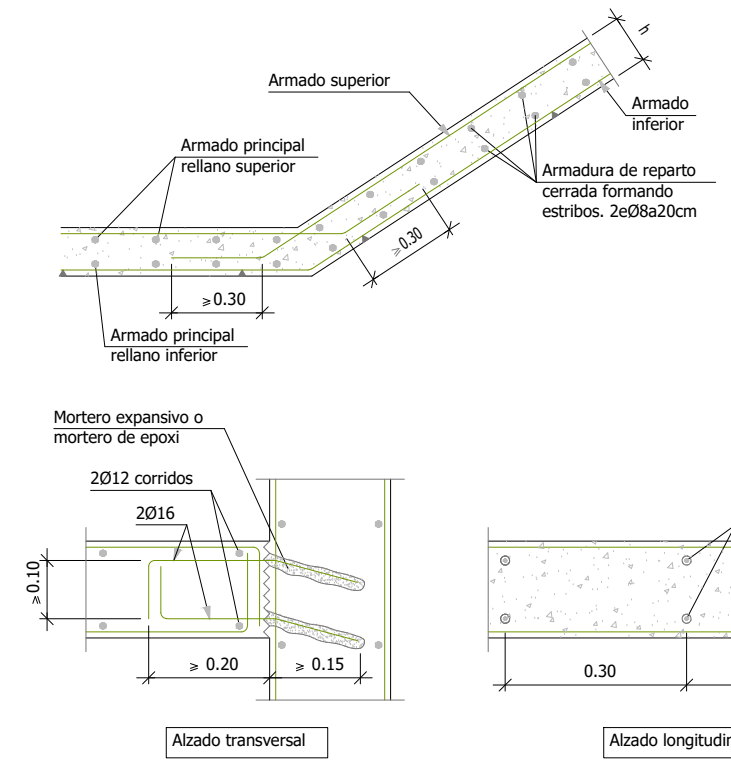 h
Armado superior
Armado
inferior
Armado principal
rellano superior
Armadura de reparto
cerrada formando
estribos. 2eØ8a20cm
≥0.30
≥0.30
Armado principal
rellano inferior
Mortero expansivo o
mortero de epoxi
2Ø12 corridos
2Ø16
≥0.10
≥ 0.20
≥ 0.15
0.30
Alzado transversal
Alzado longitudin